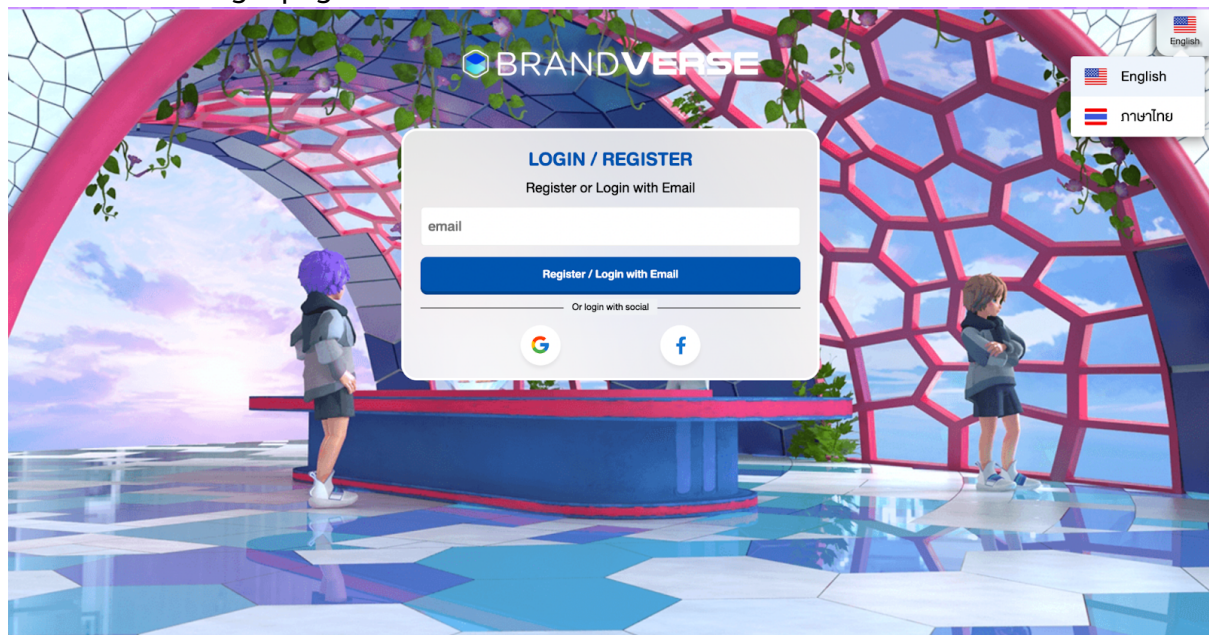 BRANDVERSE
English
English
ภาษาไทย
LOGIN / REGISTER
Register or Login with Email
email
Register / Login with Email
Or login with social